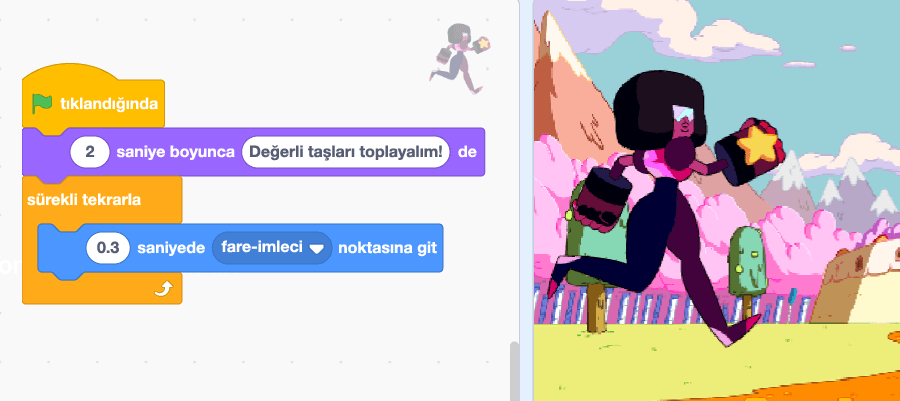 tıklandığında
2 saniye boyunca Değerli taşları toplayalım! de
sürekli tekrarla
0.3 saniyede fare-imleci noktasına git